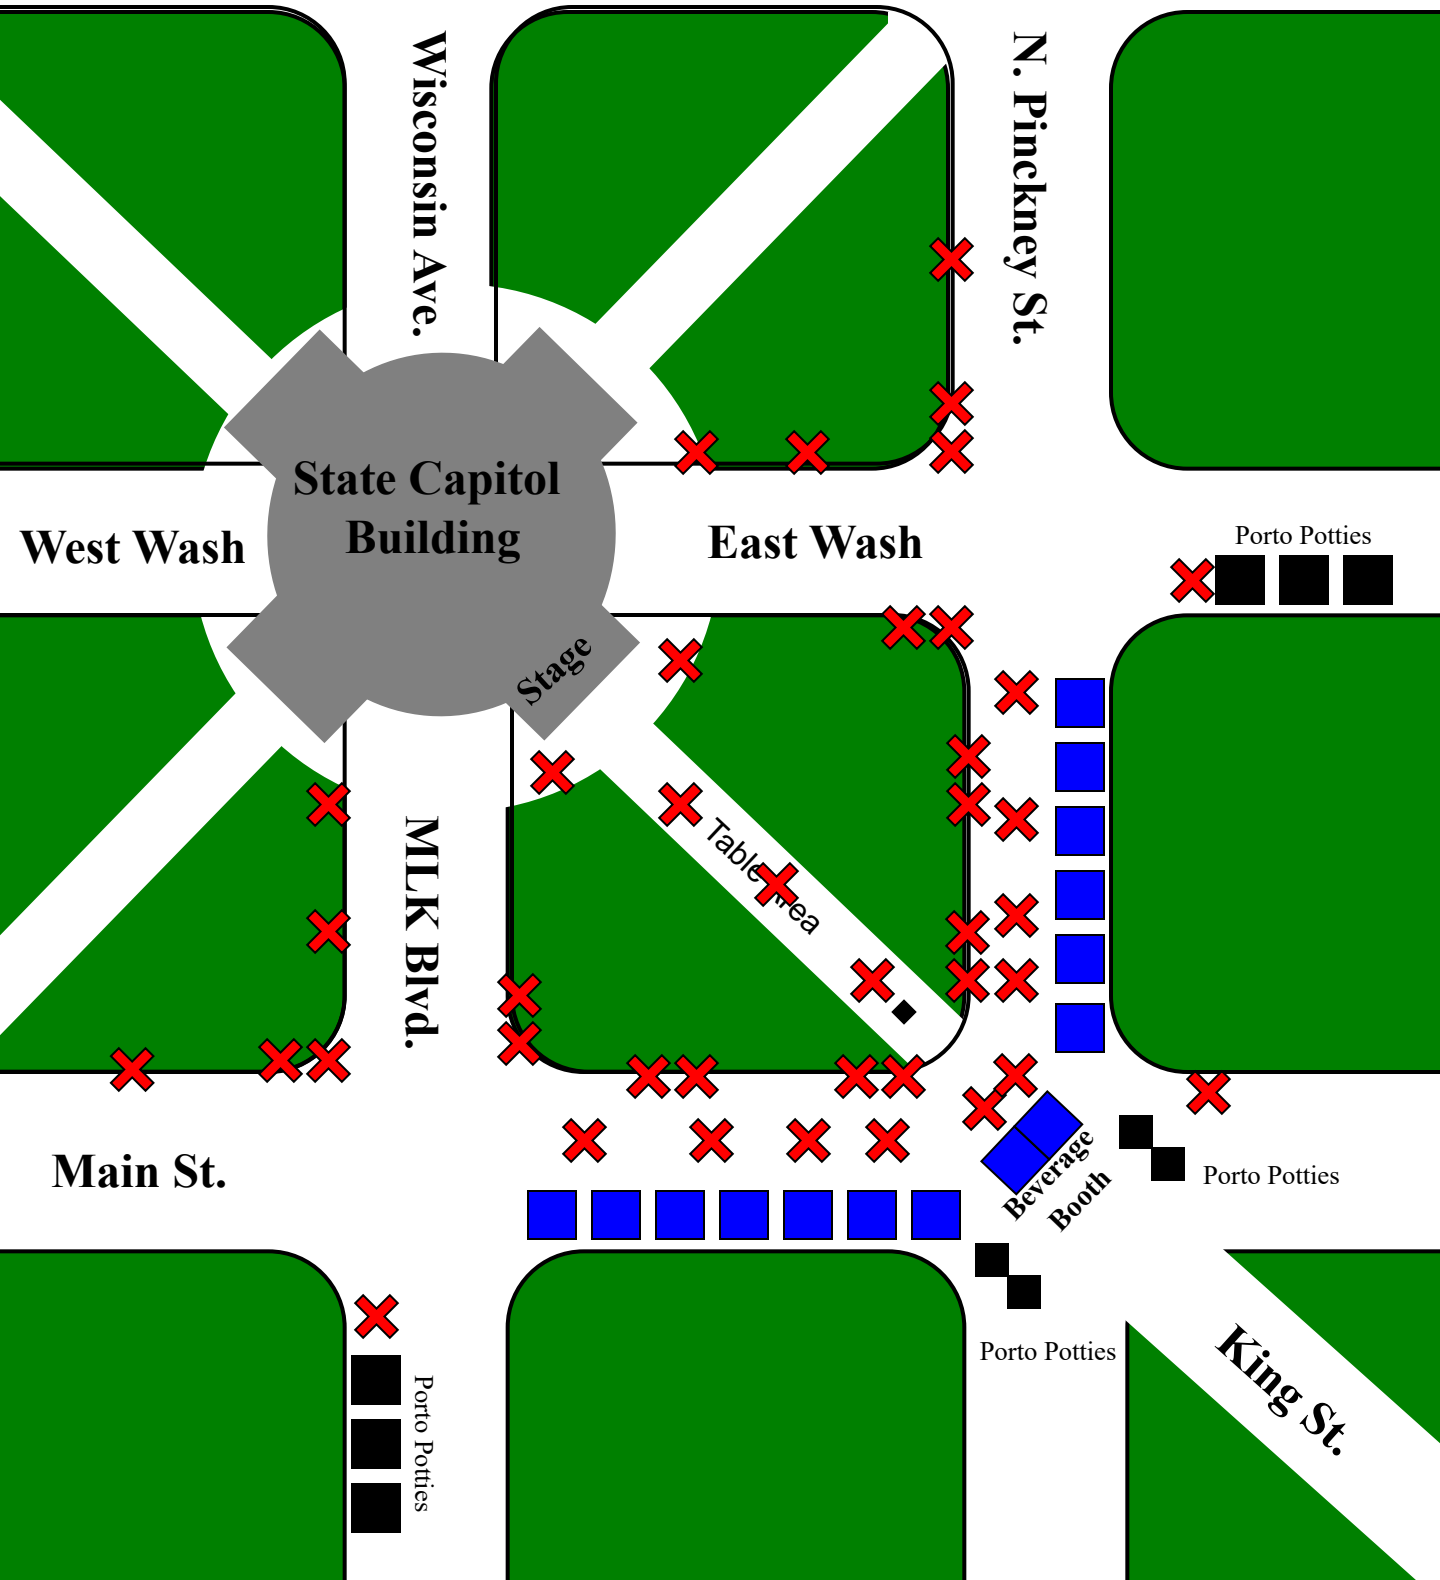 Wisconsin Ave.
N. Pinckney St.
State Capitol
Building
West Wash
East Wash
Porto Potties
Stage
Table Area
MLK Blvd.
Main St.
Beverage
Booth
Porto Potties
Porto Potties
King St.
Porto Potties